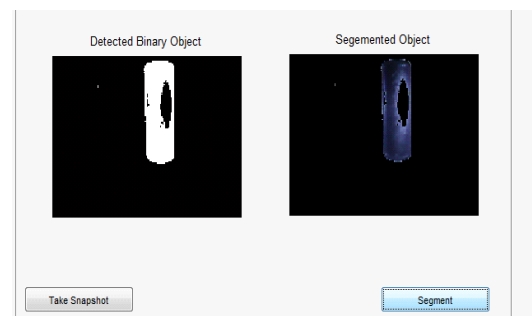 Detected Binary Object
Segemented Object
Take Snapshot
Segment